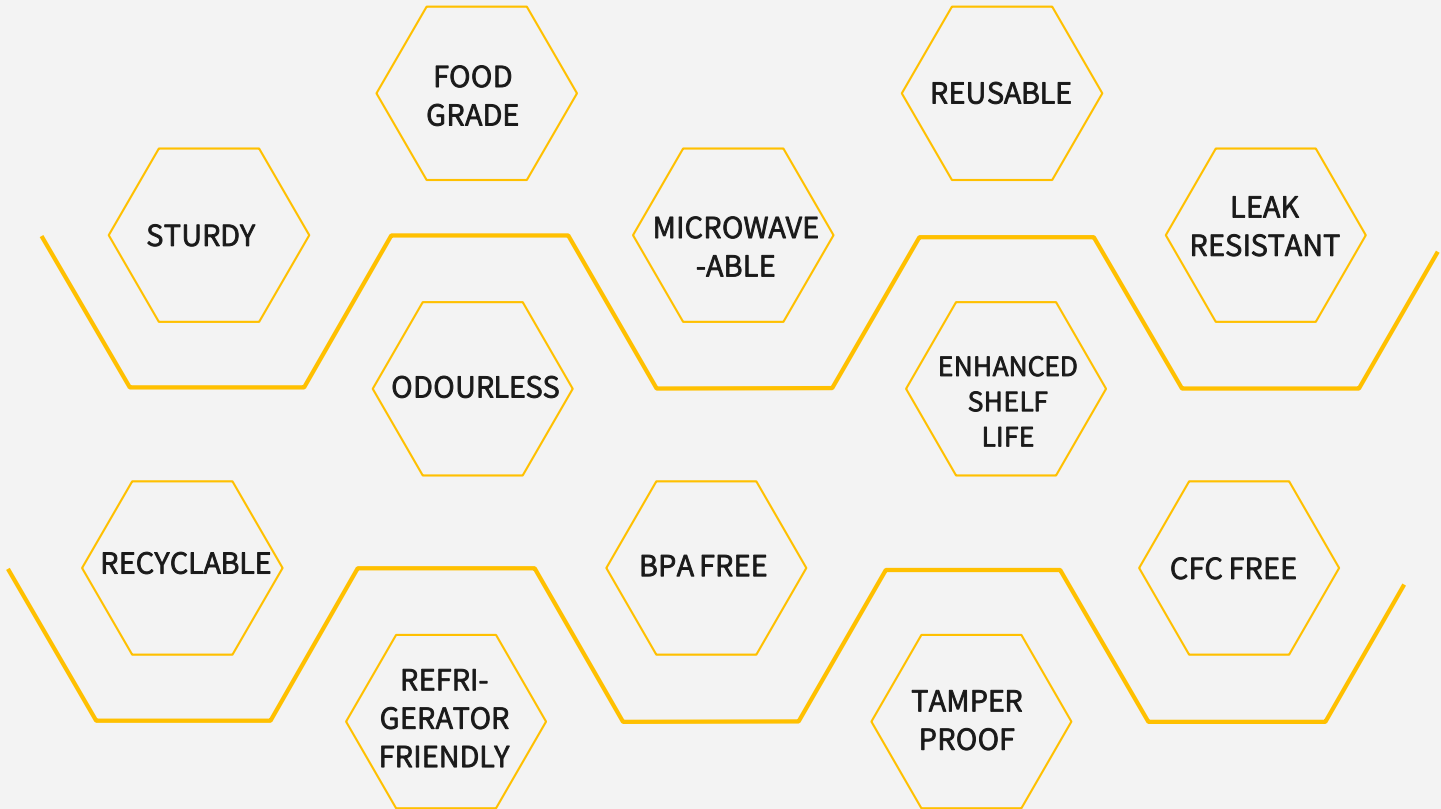 FOOD
GRADE
REUSABLE
STURDY
MICROWAVE
-ABLE
LEAK
RESISTANT
ODOURLESS
ENHANCED
SHELF
LIFE
RECYCLABLE
BPA FREE
CFC FREE
REFRI-
GERATOR
FRIENDLY
TAMPER
PROOF